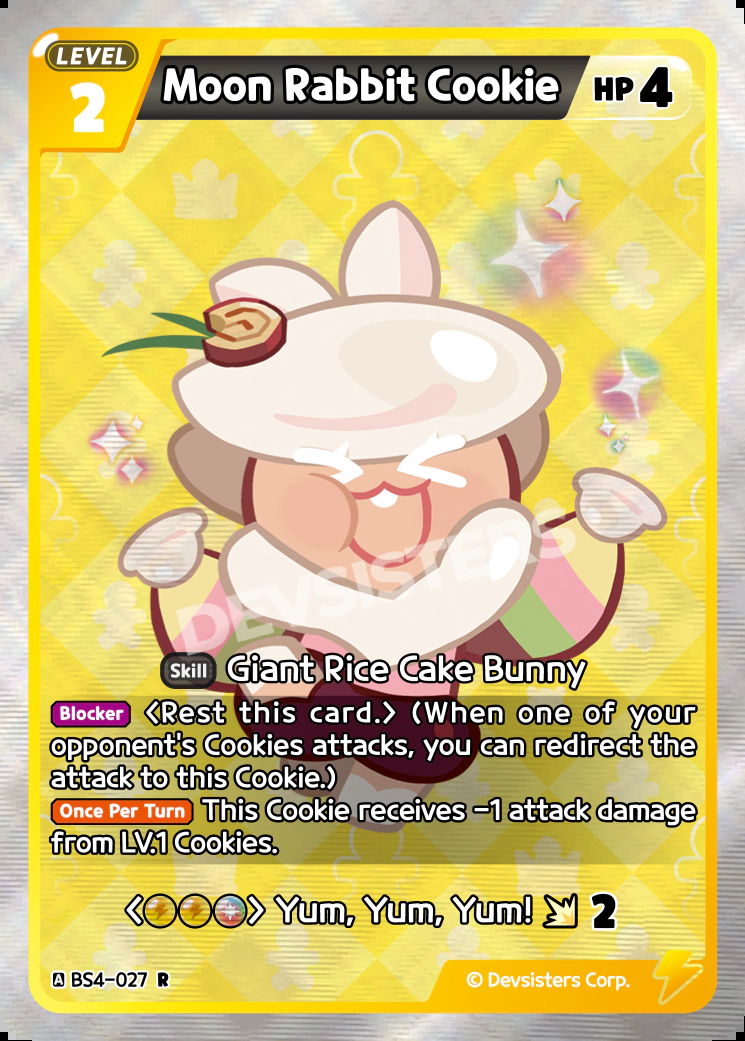 LEVEL
2
Moon Rabbit Cookie
HP 4
DEVSISTERS
Skill Giant Rice Cake Bunny
Blocker <Rest this card.> (When one of your
opponent's Cookies attacks, you can redirect the
attack to this Cookie.)
Once Per Turn This Cookie receives -1 attack damage
from LV.1 Cookies.
< > Yum, Yum, Yum! 2
A BS4-027 R
© Devsisters Corp.